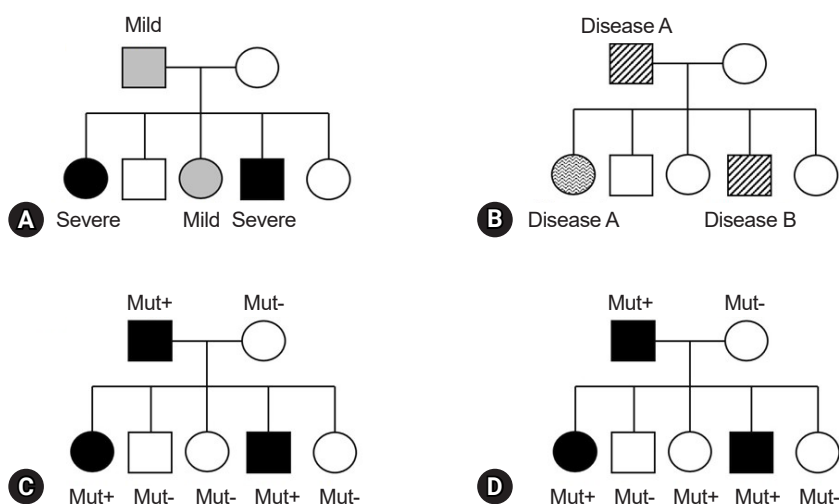 Mild
Disease A
A Severe Mild Severe
B Disease A Disease B
Mut+ Mut-
Mut+ Mut-
C Mut+ Mut- Mut- Mut+ Mut-
D Mut+ Mut- Mut+ Mut+ Mut-